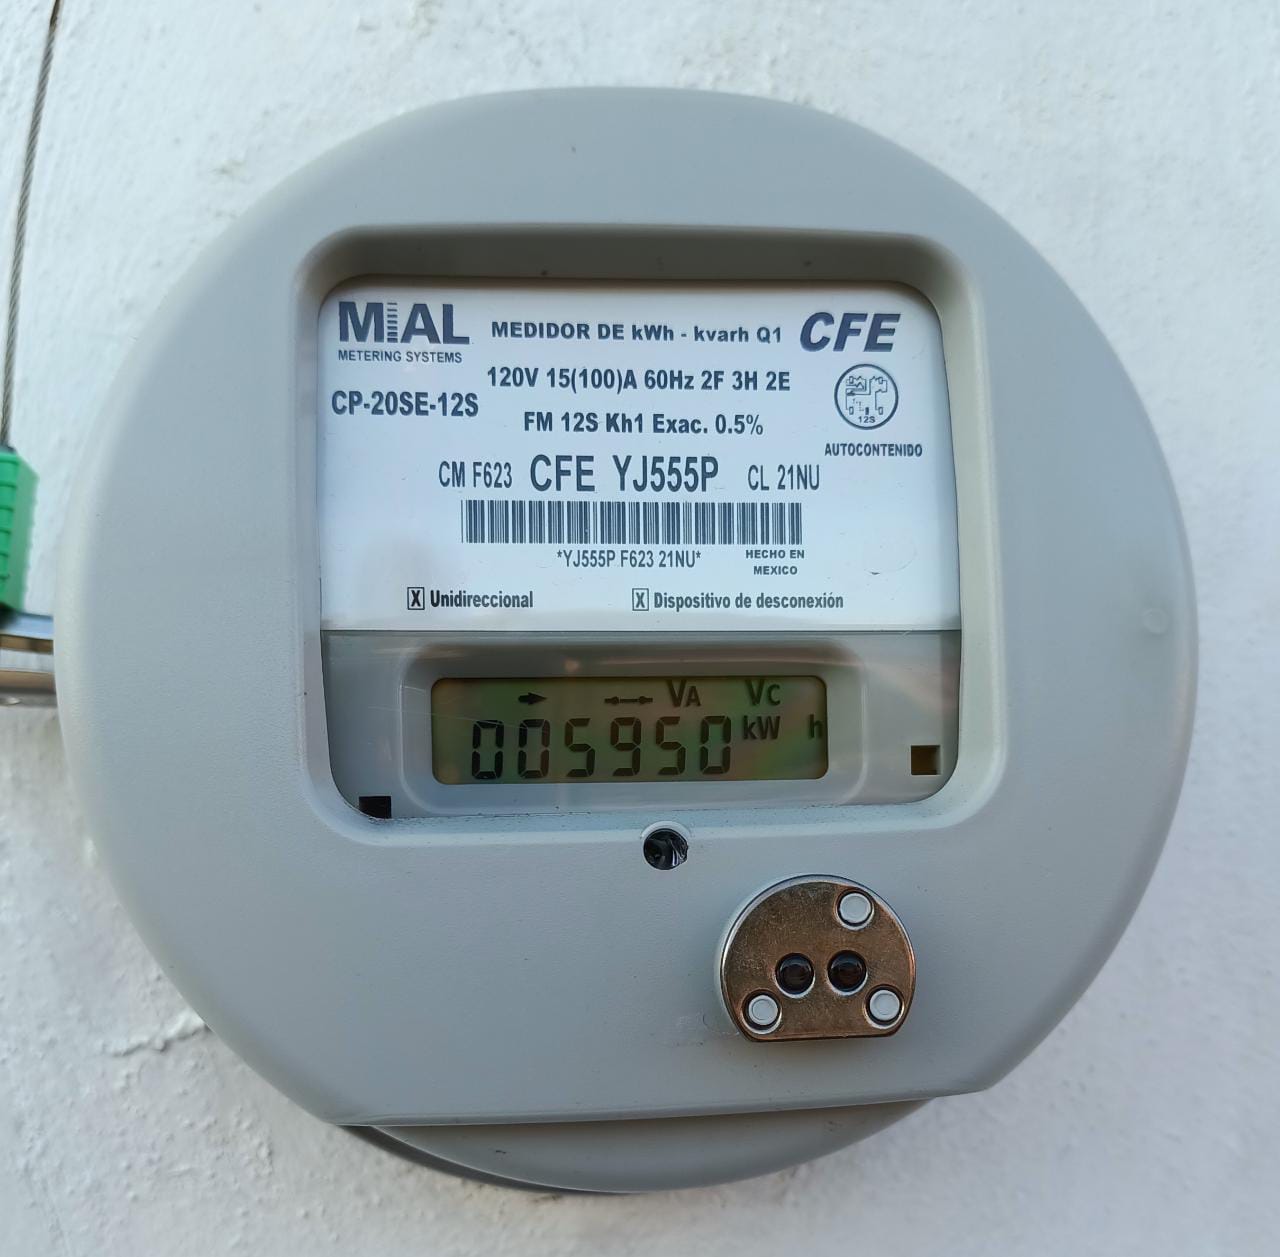 MIAL
METERING SYSTEMS
MEDIDOR DE kWh - kvarh Q1
CFE
120V 15(100)A 60Hz 2F 3H 2E
CP-20SE-12S
FM 12S Kh1 Exac. 0.5%
12S
AUTOCONTENIDO
CM F623 CFE YJ555P CL 21NU
*YJ555P F623 21NU*
HECHO EN
MEXICO
X Unidireccional
X Dispositivo de desconexión
VA VC
005950 kW h